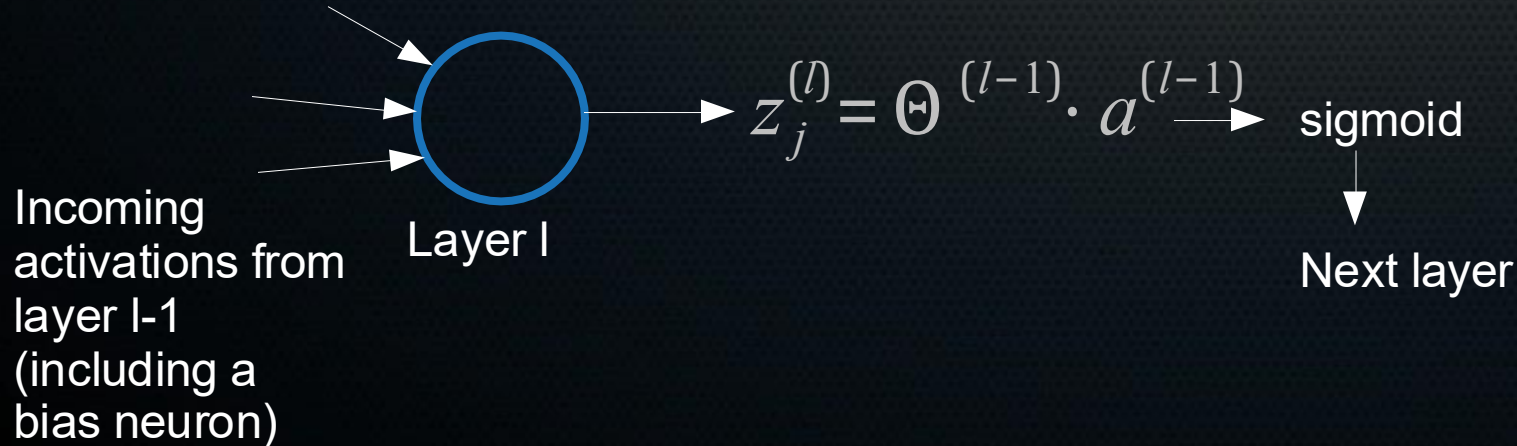 z_j^{(l)} = Θ^{(l-1)} · a^{(l-1)}
sigmoid
Incoming
activations from
layer l-1
(including a
bias neuron)
Layer l
Next layer